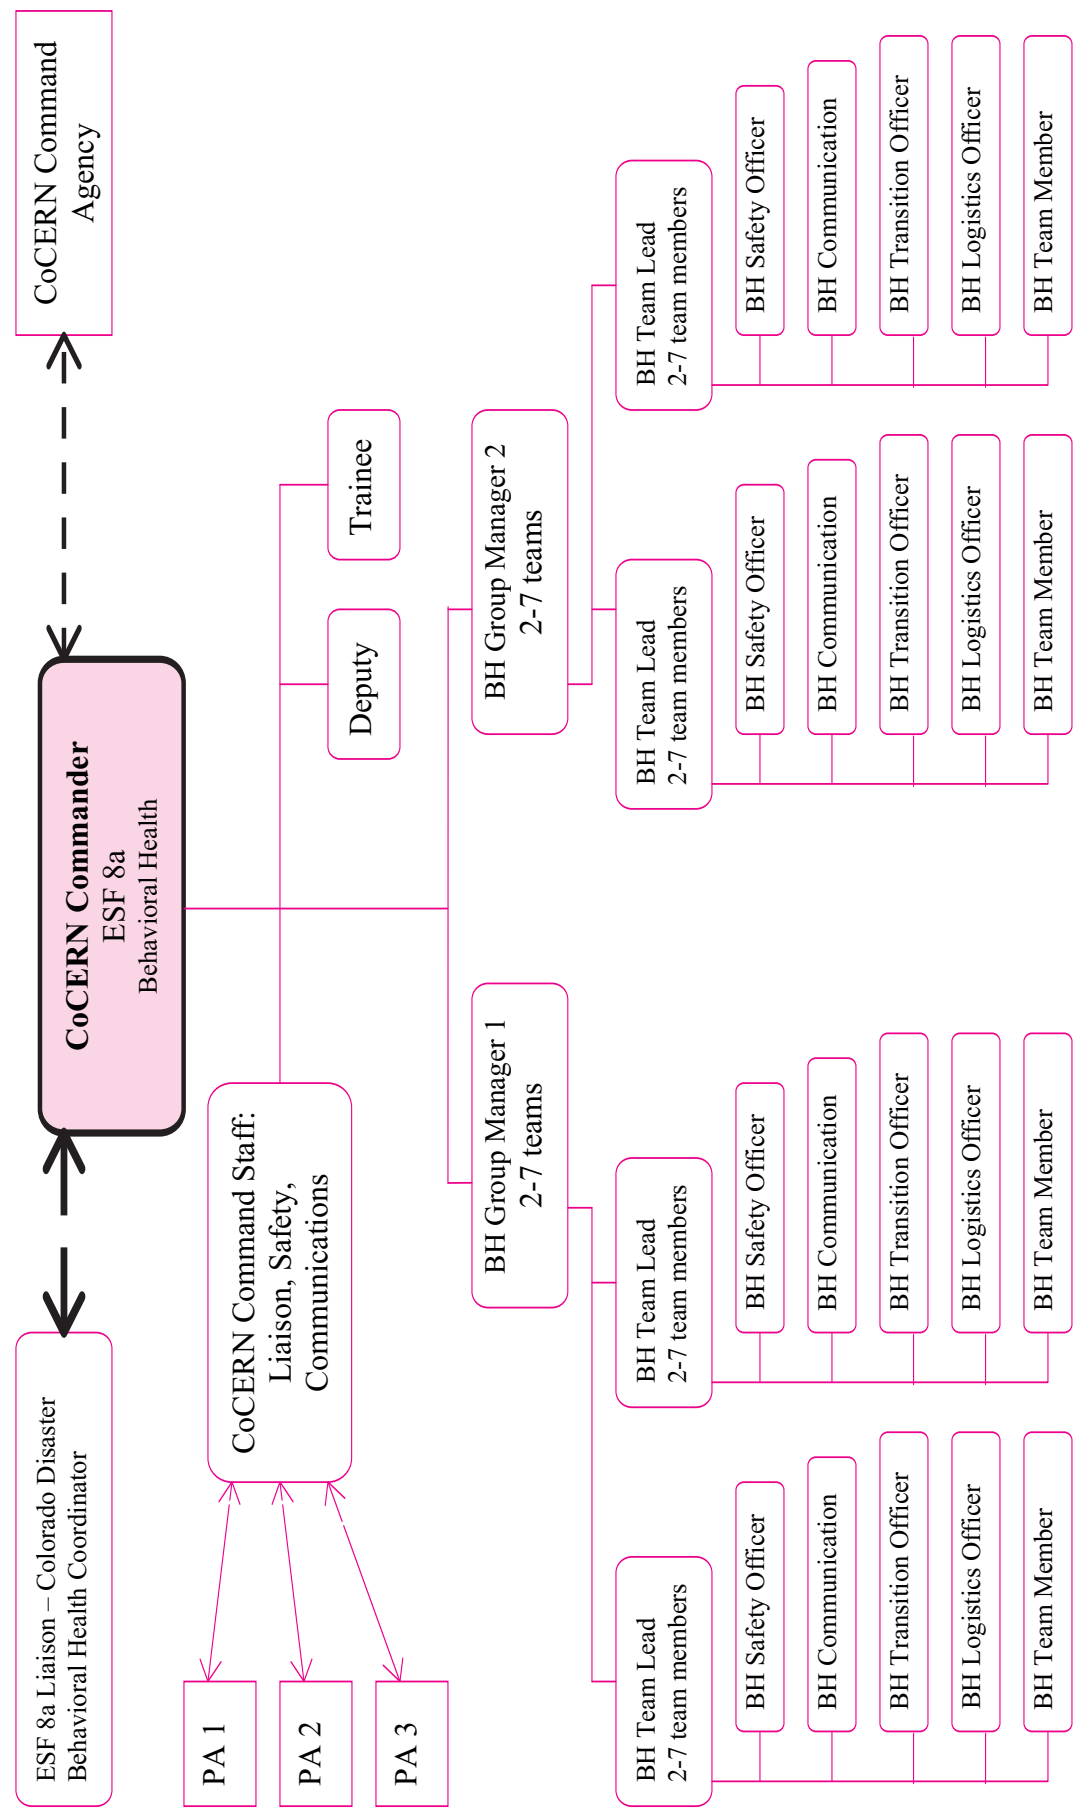 ESF 8a Liaison – Colorado Disaster
Behavioral Health Coordinator
CoCERN Commander
ESF 8a
Behavioral Health
CoCERN Command
Agency
PA 1
PA 2
PA 3
CoCERN Command Staff:
Liaison, Safety,
Communications
Deputy
Trainee
BH Group Manager 1
2-7 teams
BH Group Manager 2
2-7 teams
BH Team Lead
2-7 team members
BH Safety Officer
BH Communication
BH Transition Officer
BH Logistics Officer
BH Team Member
BH Team Lead
2-7 team members
BH Safety Officer
BH Communication
BH Transition Officer
BH Logistics Officer
BH Team Member
BH Team Lead
2-7 team members
BH Safety Officer
BH Communication
BH Transition Officer
BH Logistics Officer
BH Team Member
BH Team Lead
2-7 team members
BH Safety Officer
BH Communication
BH Transition Officer
BH Logistics Officer
BH Team Member